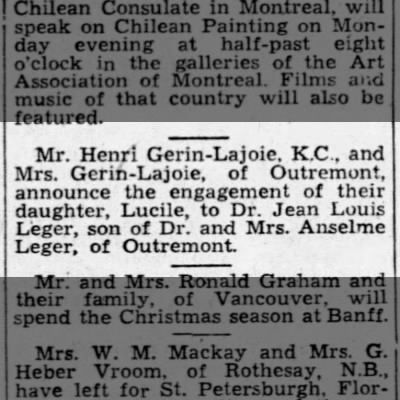 Chilean Consulate in Montreal, will
speak on Chilean Painting on Mon-
day evening at half-past eight
o'clock in the galleries of the Art
Association of Montreal. Films and
music of that country will also be
featured.
Mr. Henri Gerin-Lajoie, K.C., and
Mrs. Gerin-Lajoie, of Outremont,
announce the engagement of their
daughter, Lucile, to Dr. Jean Louis
Leger, son of Dr. and Mrs. Anselme
Leger, of Outremont.
Mr. and Mrs. Ronald Graham and
their family, of Vancouver, will
spend the Christmas season at Banff.
Mrs. W. M. Mackay and Mrs. G.
Heber Vroom, of Rothesay, N.B.,
have left for St. Petersburgh, Flor-